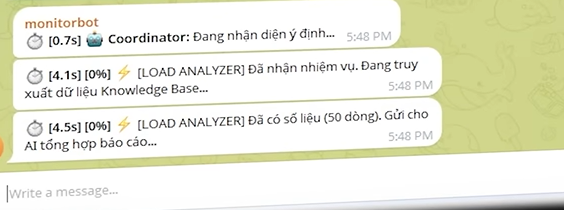 monitorbot
[0.7s] Coordinator: Đang nhận diện ý định... 5:48 PM
[4.1s] [0%] ⚡ [LOAD ANALYZER] Đã nhận nhiệm vụ. Đang truy
xuất dữ liệu Knowledge Base... 5:48 PM
[4.5s] [0%] ⚡ [LOAD ANALYZER] Đã có số liệu (50 dòng). Gửi cho
AI tổng hợp báo cáo... 5:48 PM
Write a message...